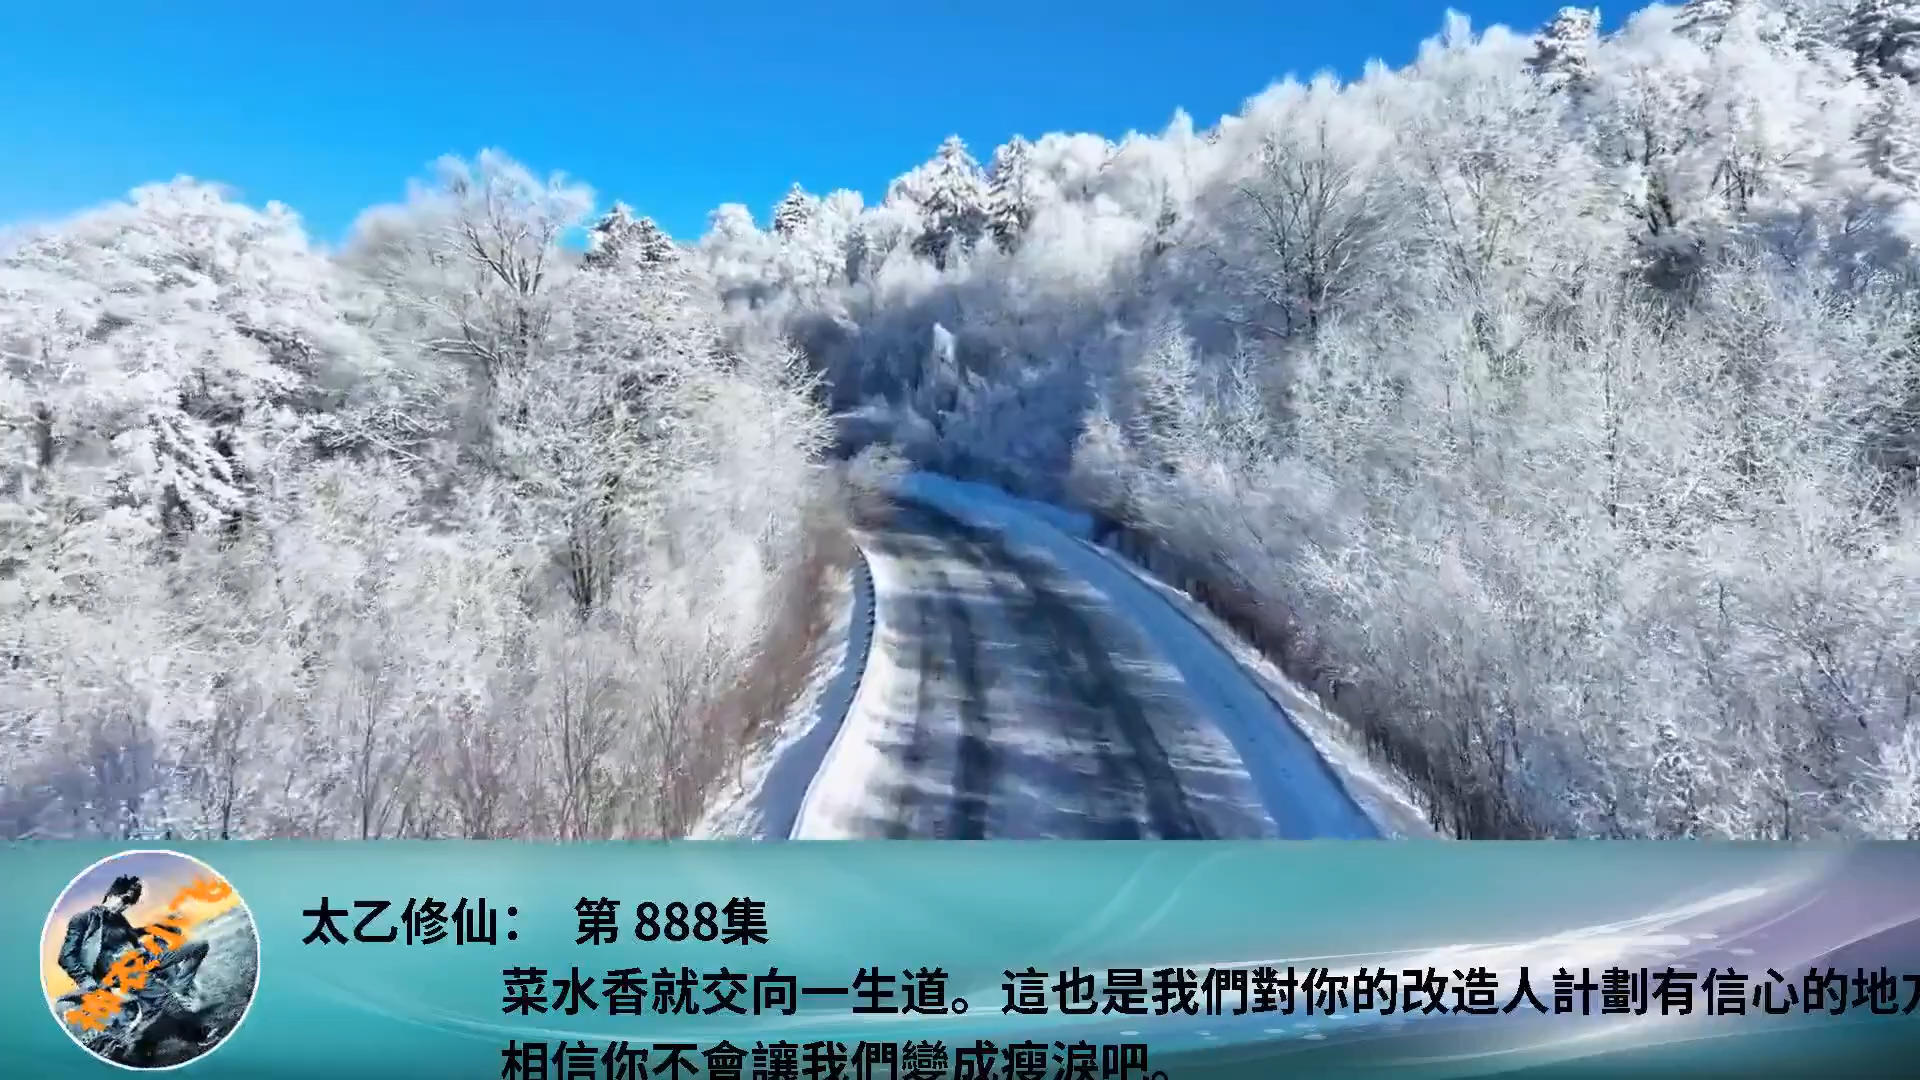 太乙修仙： 第 888集
菜水香就交向一生道。這也是我們對你的改造人計劃有信心的地方
相信你不會讓我們變成瘦淚吧。